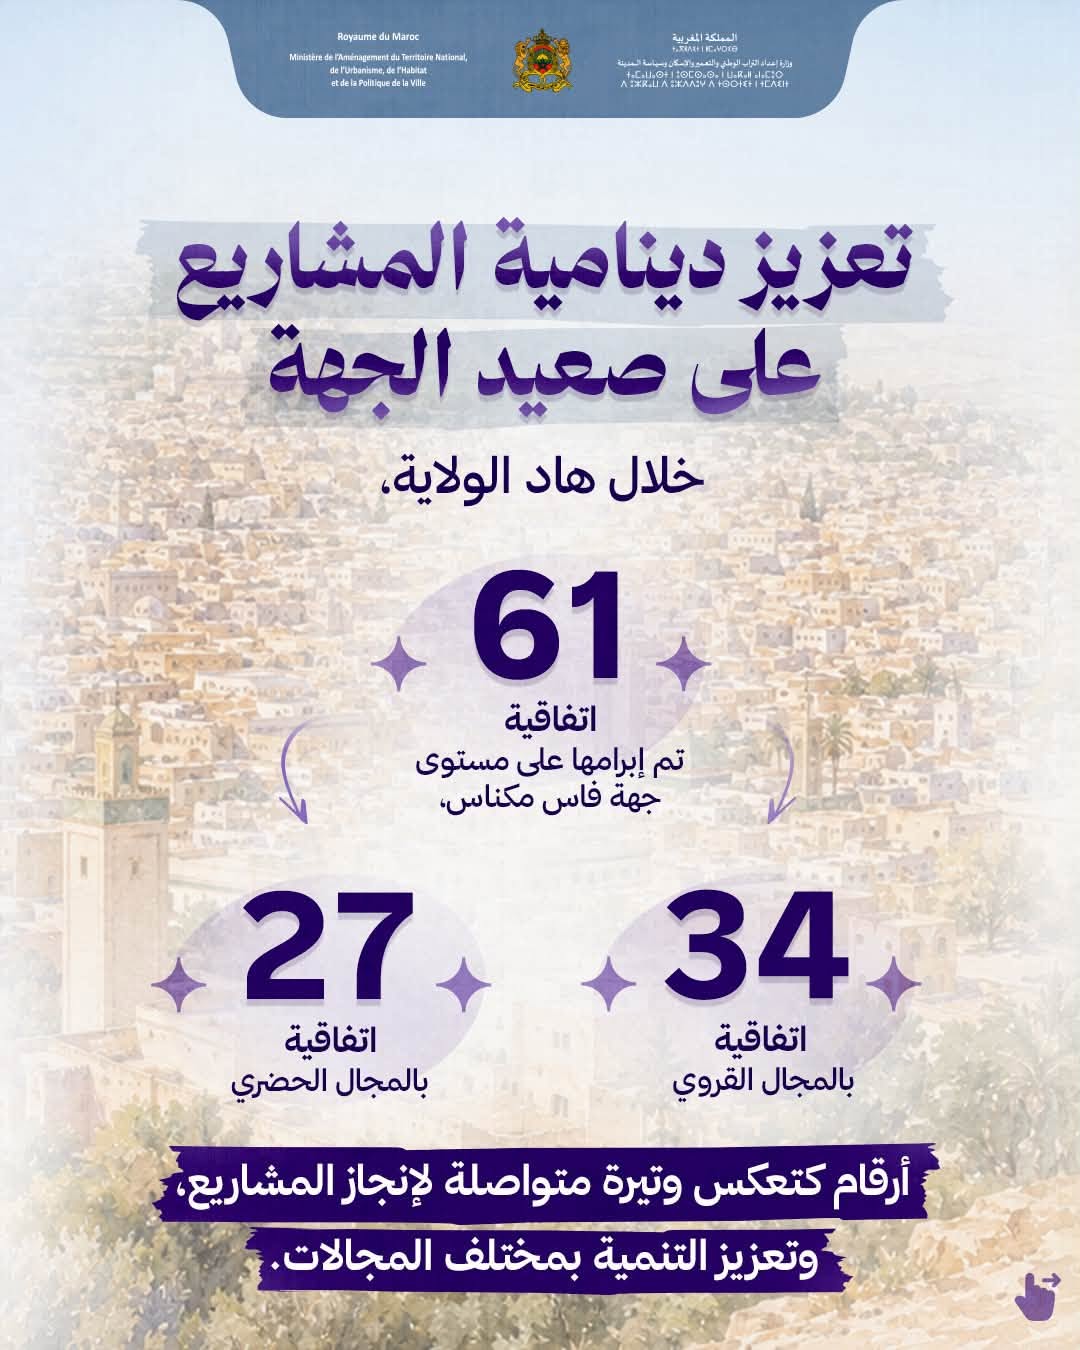 Royaume du Maroc
Ministère de l'Aménagement du Territoire National,
de l'Urbanisme, de l'Habitat
et de la Politique de la Ville
المملكة المغربية
ⵜⴰⴳⵍⴷⵉⵜ ⵏ ⵍⵎⵖⵔⵉⴱ
وزارة إعداد التراب الوطني والتعمير والإسكان وسياسة المدينة
تعزيز دينامية المشاريع
على صعيد الجهة
خلال هاد الولاية،
61
اتفاقية
تم إبرامها على مستوى
جهة فاس مكناس،
34
اتفاقية
بالمجال القروي
27
اتفاقية
بالمجال الحضري
أرقام كتعكس وتيرة متواصلة لإنجاز المشاريع،
وتعزيز التنمية بمختلف المجالات.